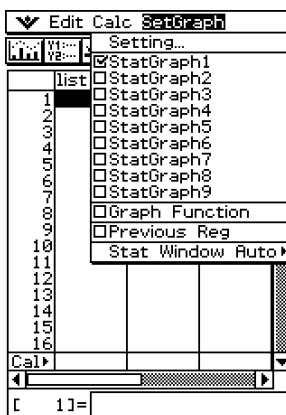 Edit Calc SetGraph
Y1:
Y2:
Setting...
StatGraph1
StatGraph2
StatGraph3
StatGraph4
StatGraph5
StatGraph6
StatGraph7
StatGraph8
StatGraph9
Graph Function
Previous Reg
Stat Window Auto
list
1
2
3
4
5
6
7
8
9
10
11
12
13
14
15
16
Cal
[ 1]=